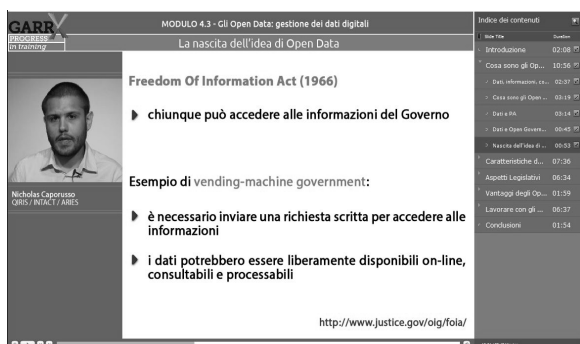 GARR
PROGRESS
in training
MODULO 4.3 - Gli Open Data: gestione dei dati digitali
La nascita dell'idea di Open Data
Nicholas Caporusso
QIRIS / INTACT / ARIES
Freedom Of Information Act (1966)
chiunque può accedere alle informazioni del Governo
Esempio di vending-machine government:
è necessario inviare una richiesta scritta per accedere alle
informazioni
i dati potrebbero essere liberamente disponibili on-line,
consultabili e processabili
http://www.justice.gov/oig/foia/
Indice dei contenuti
Slide Title Duration
Introduzione 02:08
Cosa sono gli Op... 10:56
Dati, informazioni, co... 02:37
Cosa sono gli Open ... 03:19
Dati e PA 03:14
Dati e Open Govern... 00:45
Nascita dell'idea di ... 00:53
Caratteristiche d... 07:36
Aspetti Legislativi 06:34
Vantaggi degli Op... 01:59
Lavorare con gli ... 06:37
Conclusioni 01:54